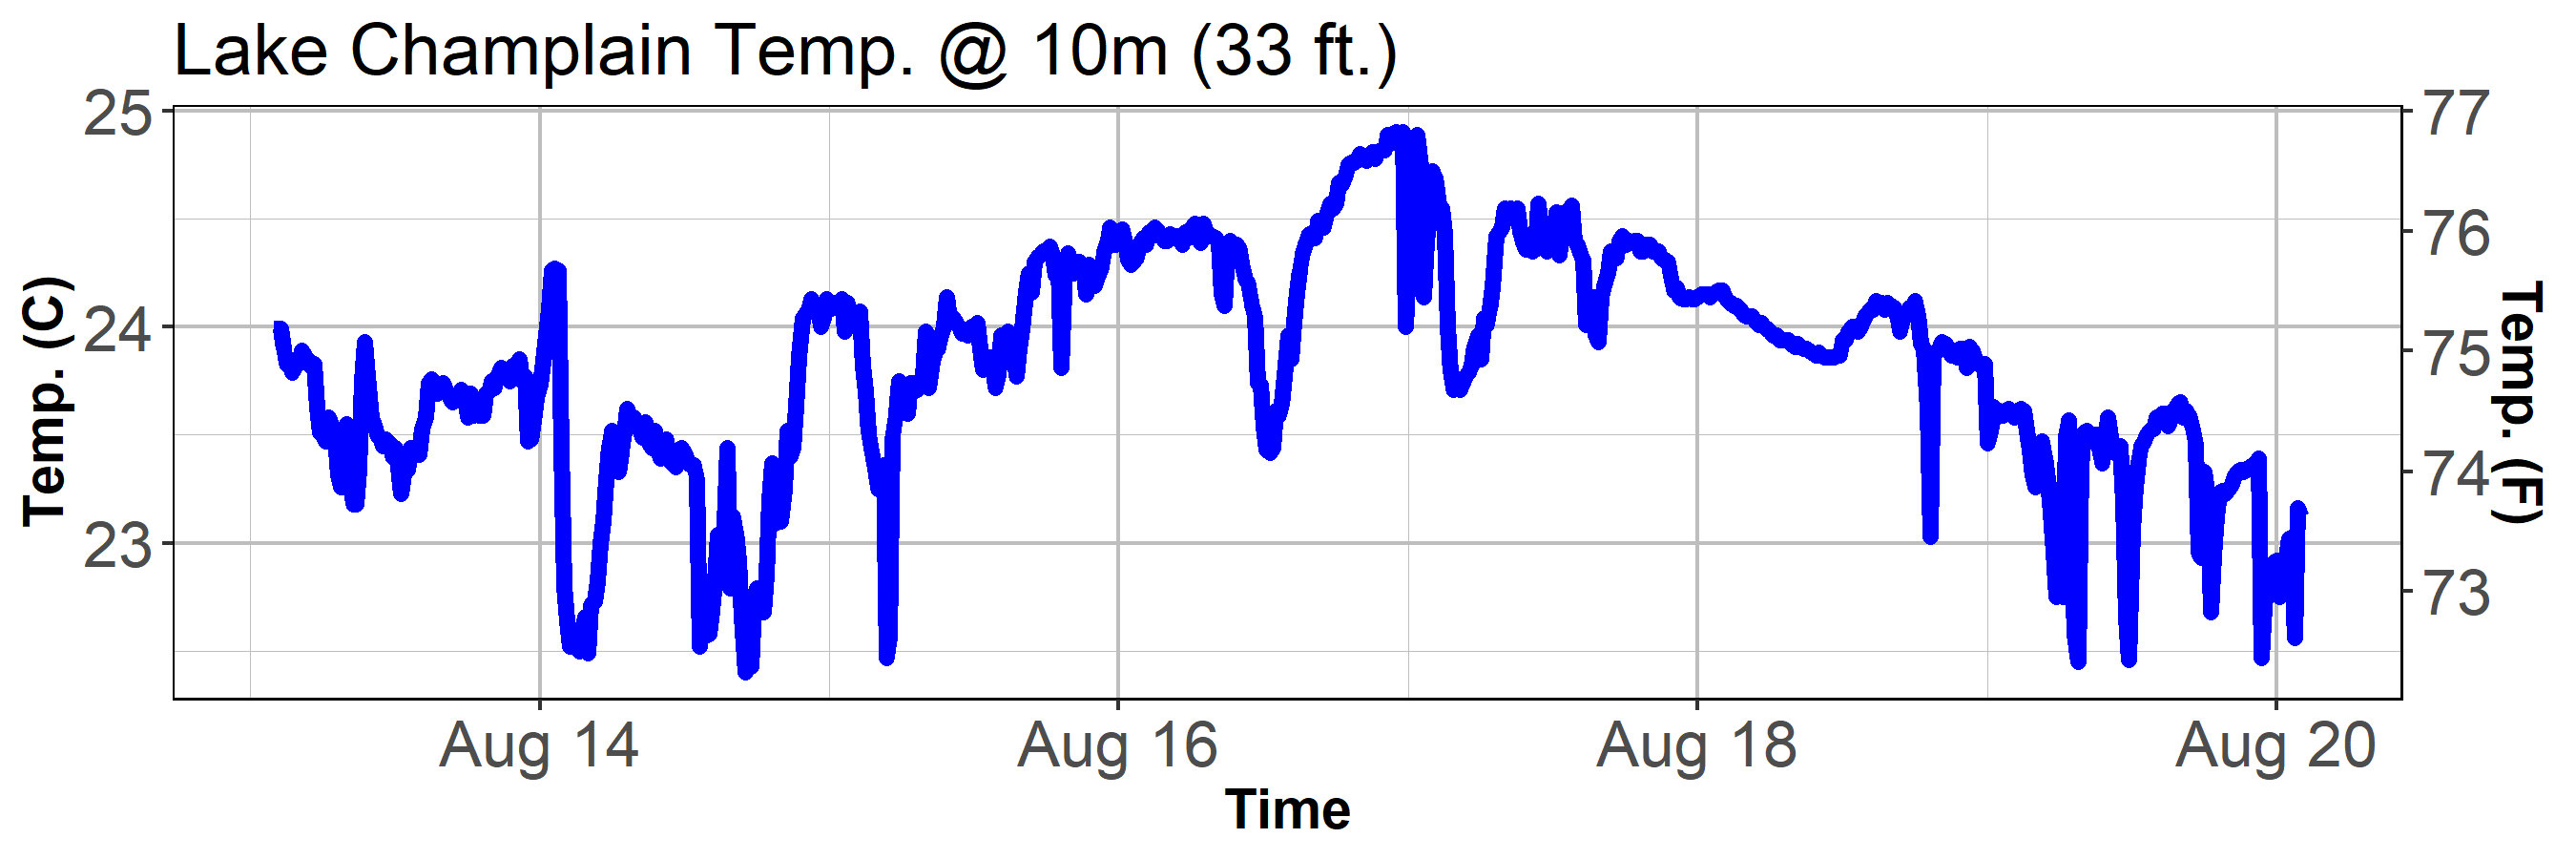 Lake Champlain Temp. @ 10m (33 ft.)
25
24
23
Temp. (C)
77
76
75
74
73
Temp. (F)
Aug 14 Aug 16 Aug 18 Aug 20
Time